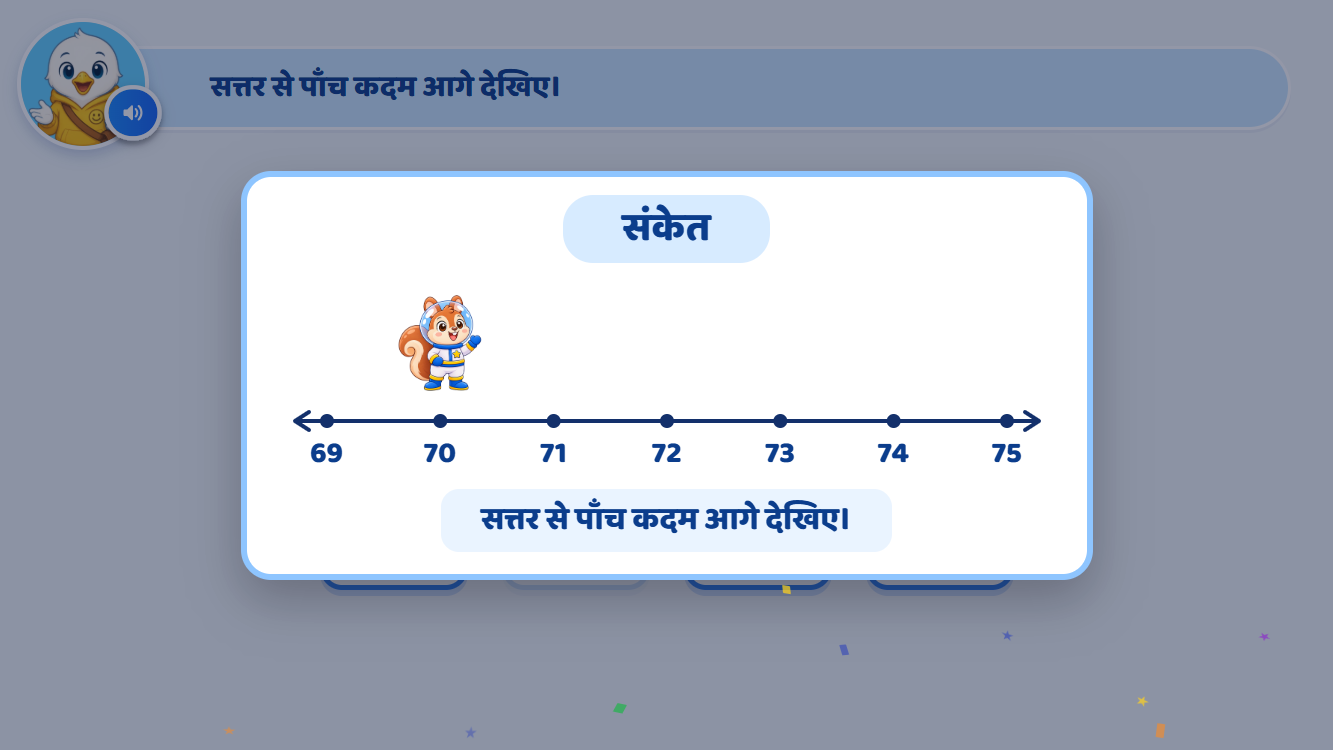 सत्तर से पाँच कदम आगे देखिए।
संकेत
69 70 71 72 73 74 75
सत्तर से पाँच कदम आगे देखिए।